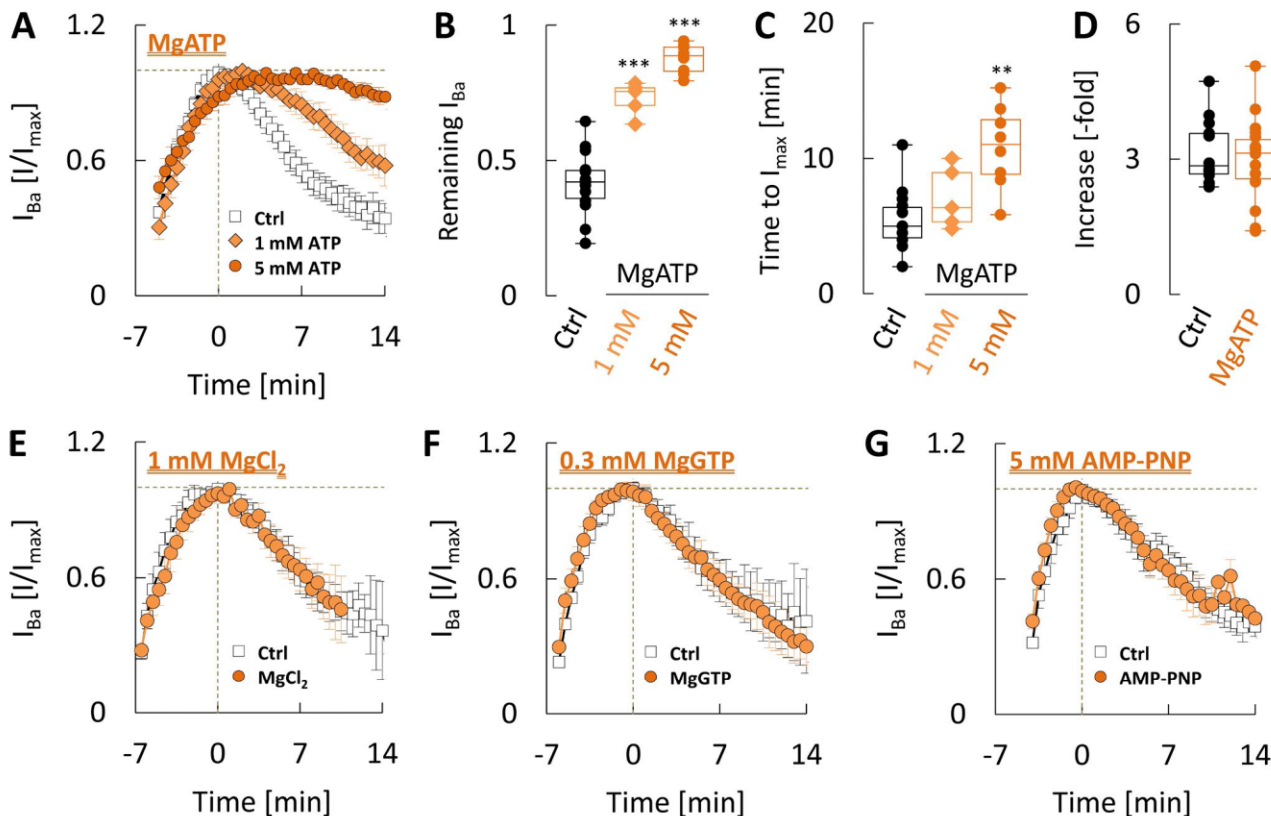 A
MgATP
1.2
0.6
0
I_Ba [I/I_max]
Ctrl
1 mM ATP
5 mM ATP
-7
0
7
14
Time [min]
B
1
0.5
0
Remaining I_Ba
***
***
MgATP
Ctrl
1 mM
5 mM
C
20
10
0
Time to I_max [min]
**
MgATP
Ctrl
1 mM
5 mM
D
6
3
0
Increase [-fold]
Ctrl
MgATP
E
1 mM MgCl₂
1.2
0.6
0
I_Ba [I/I_max]
Ctrl
MgCl₂
-7
0
7
14
Time [min]
F
0.3 mM MgGTP
1.2
0.6
0
I_Ba [I/I_max]
Ctrl
MgGTP
-7
0
7
14
Time [min]
G
5 mM AMP-PNP
1.2
0.6
0
I_Ba [I/I_max]
Ctrl
AMP-PNP
-7
0
7
14
Time [min]